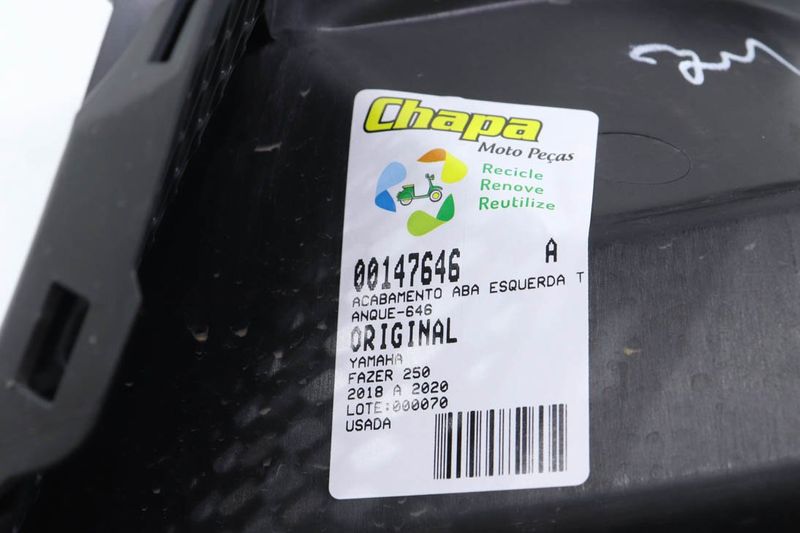 Chapa
Moto Peças
Recicle
Renove
Reutilize
00147646 A
ACABAMENTO ABA ESQUERDA T
ANQUE-646
ORIGINAL
YAMAHA
FAZER 250
2018 A 2020
LOTE:000070
USADA